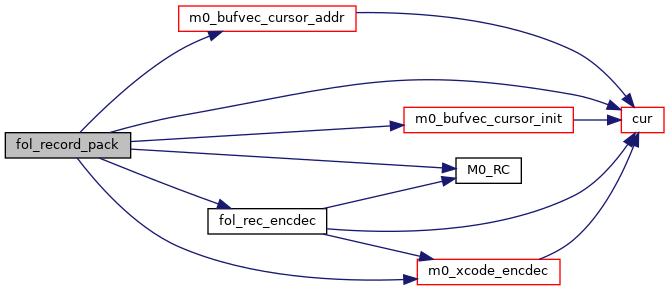 m0_bufvec_cursor_addr
m0_bufvec_cursor_init
cur
fol_record_pack
M0_RC
fol_rec_encdec
m0_xcode_encdec